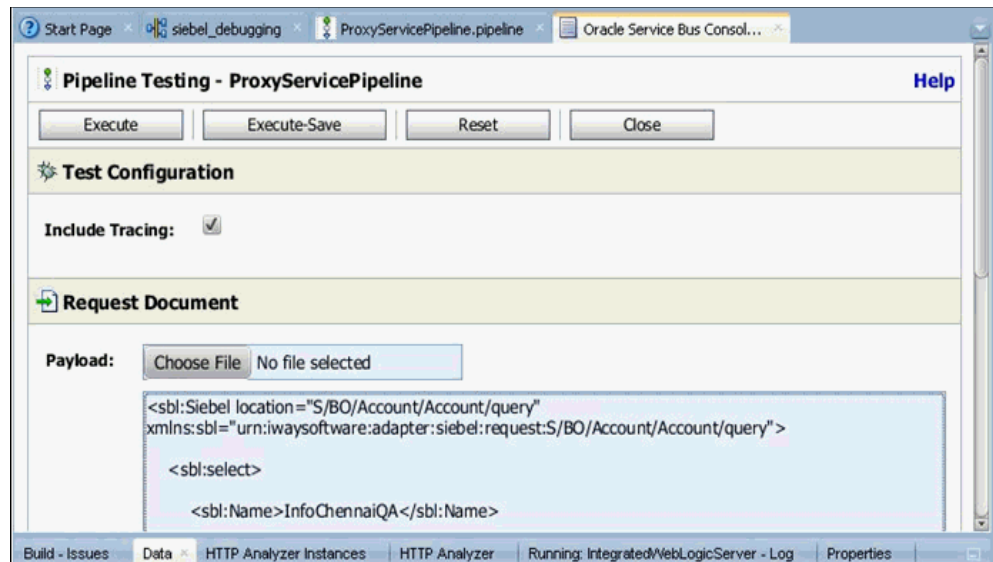 Start Page siebel_debugging ProxyServicePipeline.pipeline Oracle Service Bus Consol...
Pipeline Testing - ProxyServicePipeline Help
Execute Execute-Save Reset Close
Test Configuration
Include Tracing:
Request Document
Payload: Choose File No file selected
<sbl:Siebel location="S/BO/Account/Account/query"
xmlns:sbl="urn:iwaysoftware:adapter:siebel:request:S/BO/Account/Account/query">
<sbl:select>
<sbl:Name>InfoChennaiQA</sbl:Name>
Build - Issues Data HTTP Analyzer Instances HTTP Analyzer Running: IntegratedWebLogicServer - Log Properties